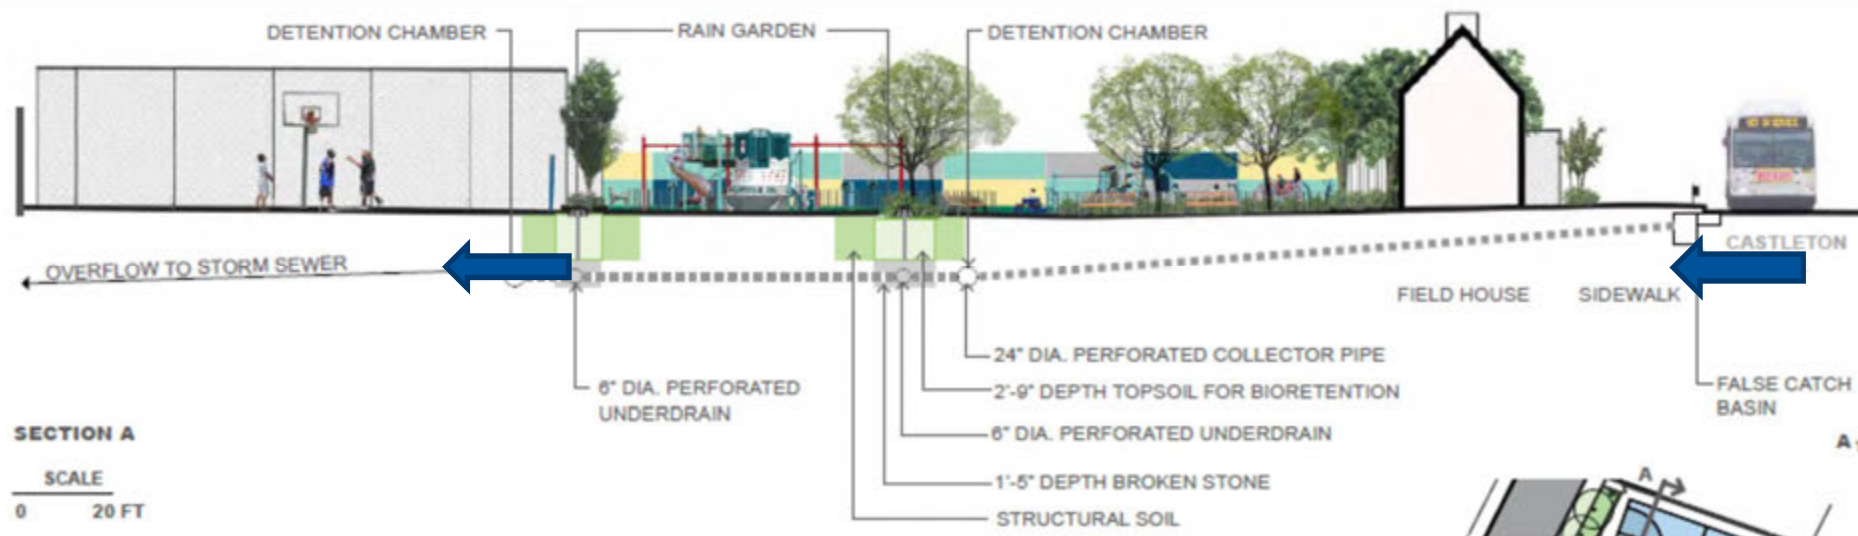 DETENTION CHAMBER
RAIN GARDEN
DETENTION CHAMBER
CASTLETON
OVERFLOW TO STORM SEWER
FIELD HOUSE
SIDEWALK
24" DIA. PERFORATED COLLECTOR PIPE
6" DIA. PERFORATED
UNDERDRAIN
2'-9" DEPTH TOPSOIL FOR BIORETENTION
FALSE CATCH
BASIN
6" DIA. PERFORATED UNDERDRAIN
SECTION A
A
SCALE
1'-5" DEPTH BROKEN STONE
A
0 20 FT
STRUCTURAL SOIL